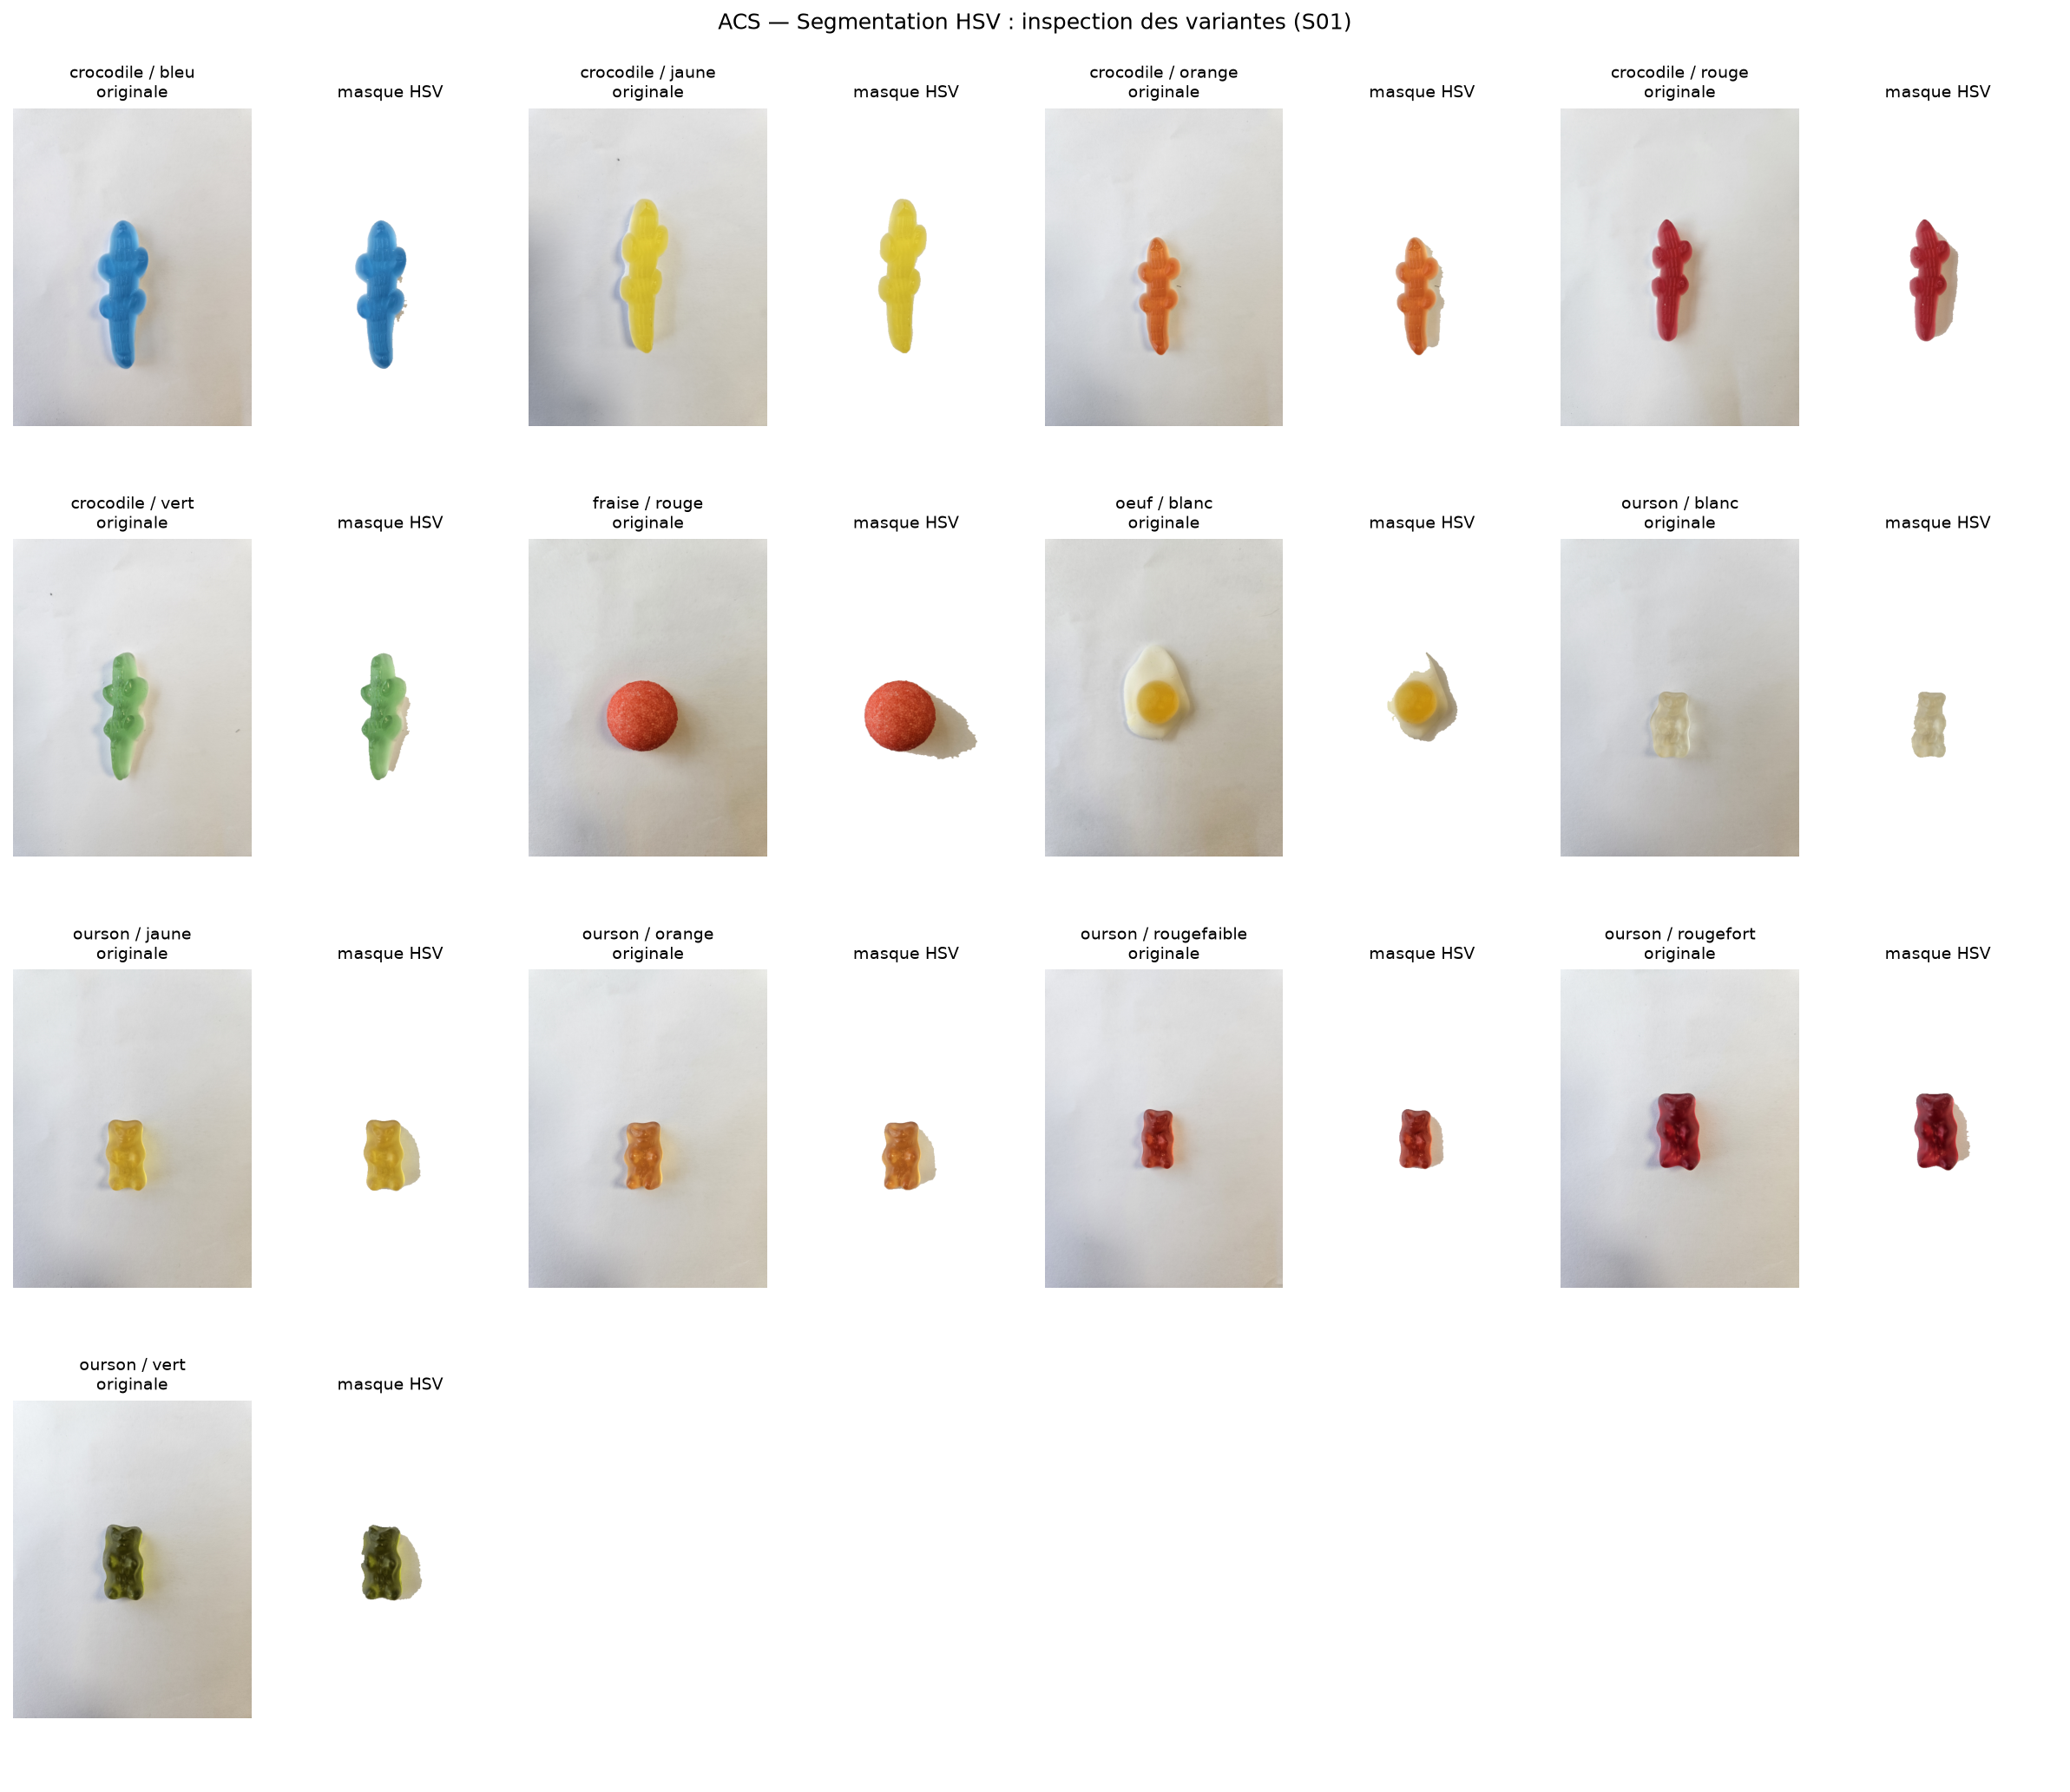 ACS — Segmentation HSV : inspection des variantes (S01)
crocodile / bleu
originale
masque HSV
crocodile / jaune
originale
masque HSV
crocodile / orange
originale
masque HSV
crocodile / rouge
originale
masque HSV
crocodile / vert
originale
masque HSV
fraise / rouge
originale
masque HSV
oeuf / blanc
originale
masque HSV
ourson / blanc
originale
masque HSV
ourson / jaune
originale
masque HSV
ourson / orange
originale
masque HSV
ourson / rougefaible
originale
masque HSV
ourson / rougefort
originale
masque HSV
ourson / vert
originale
masque HSV